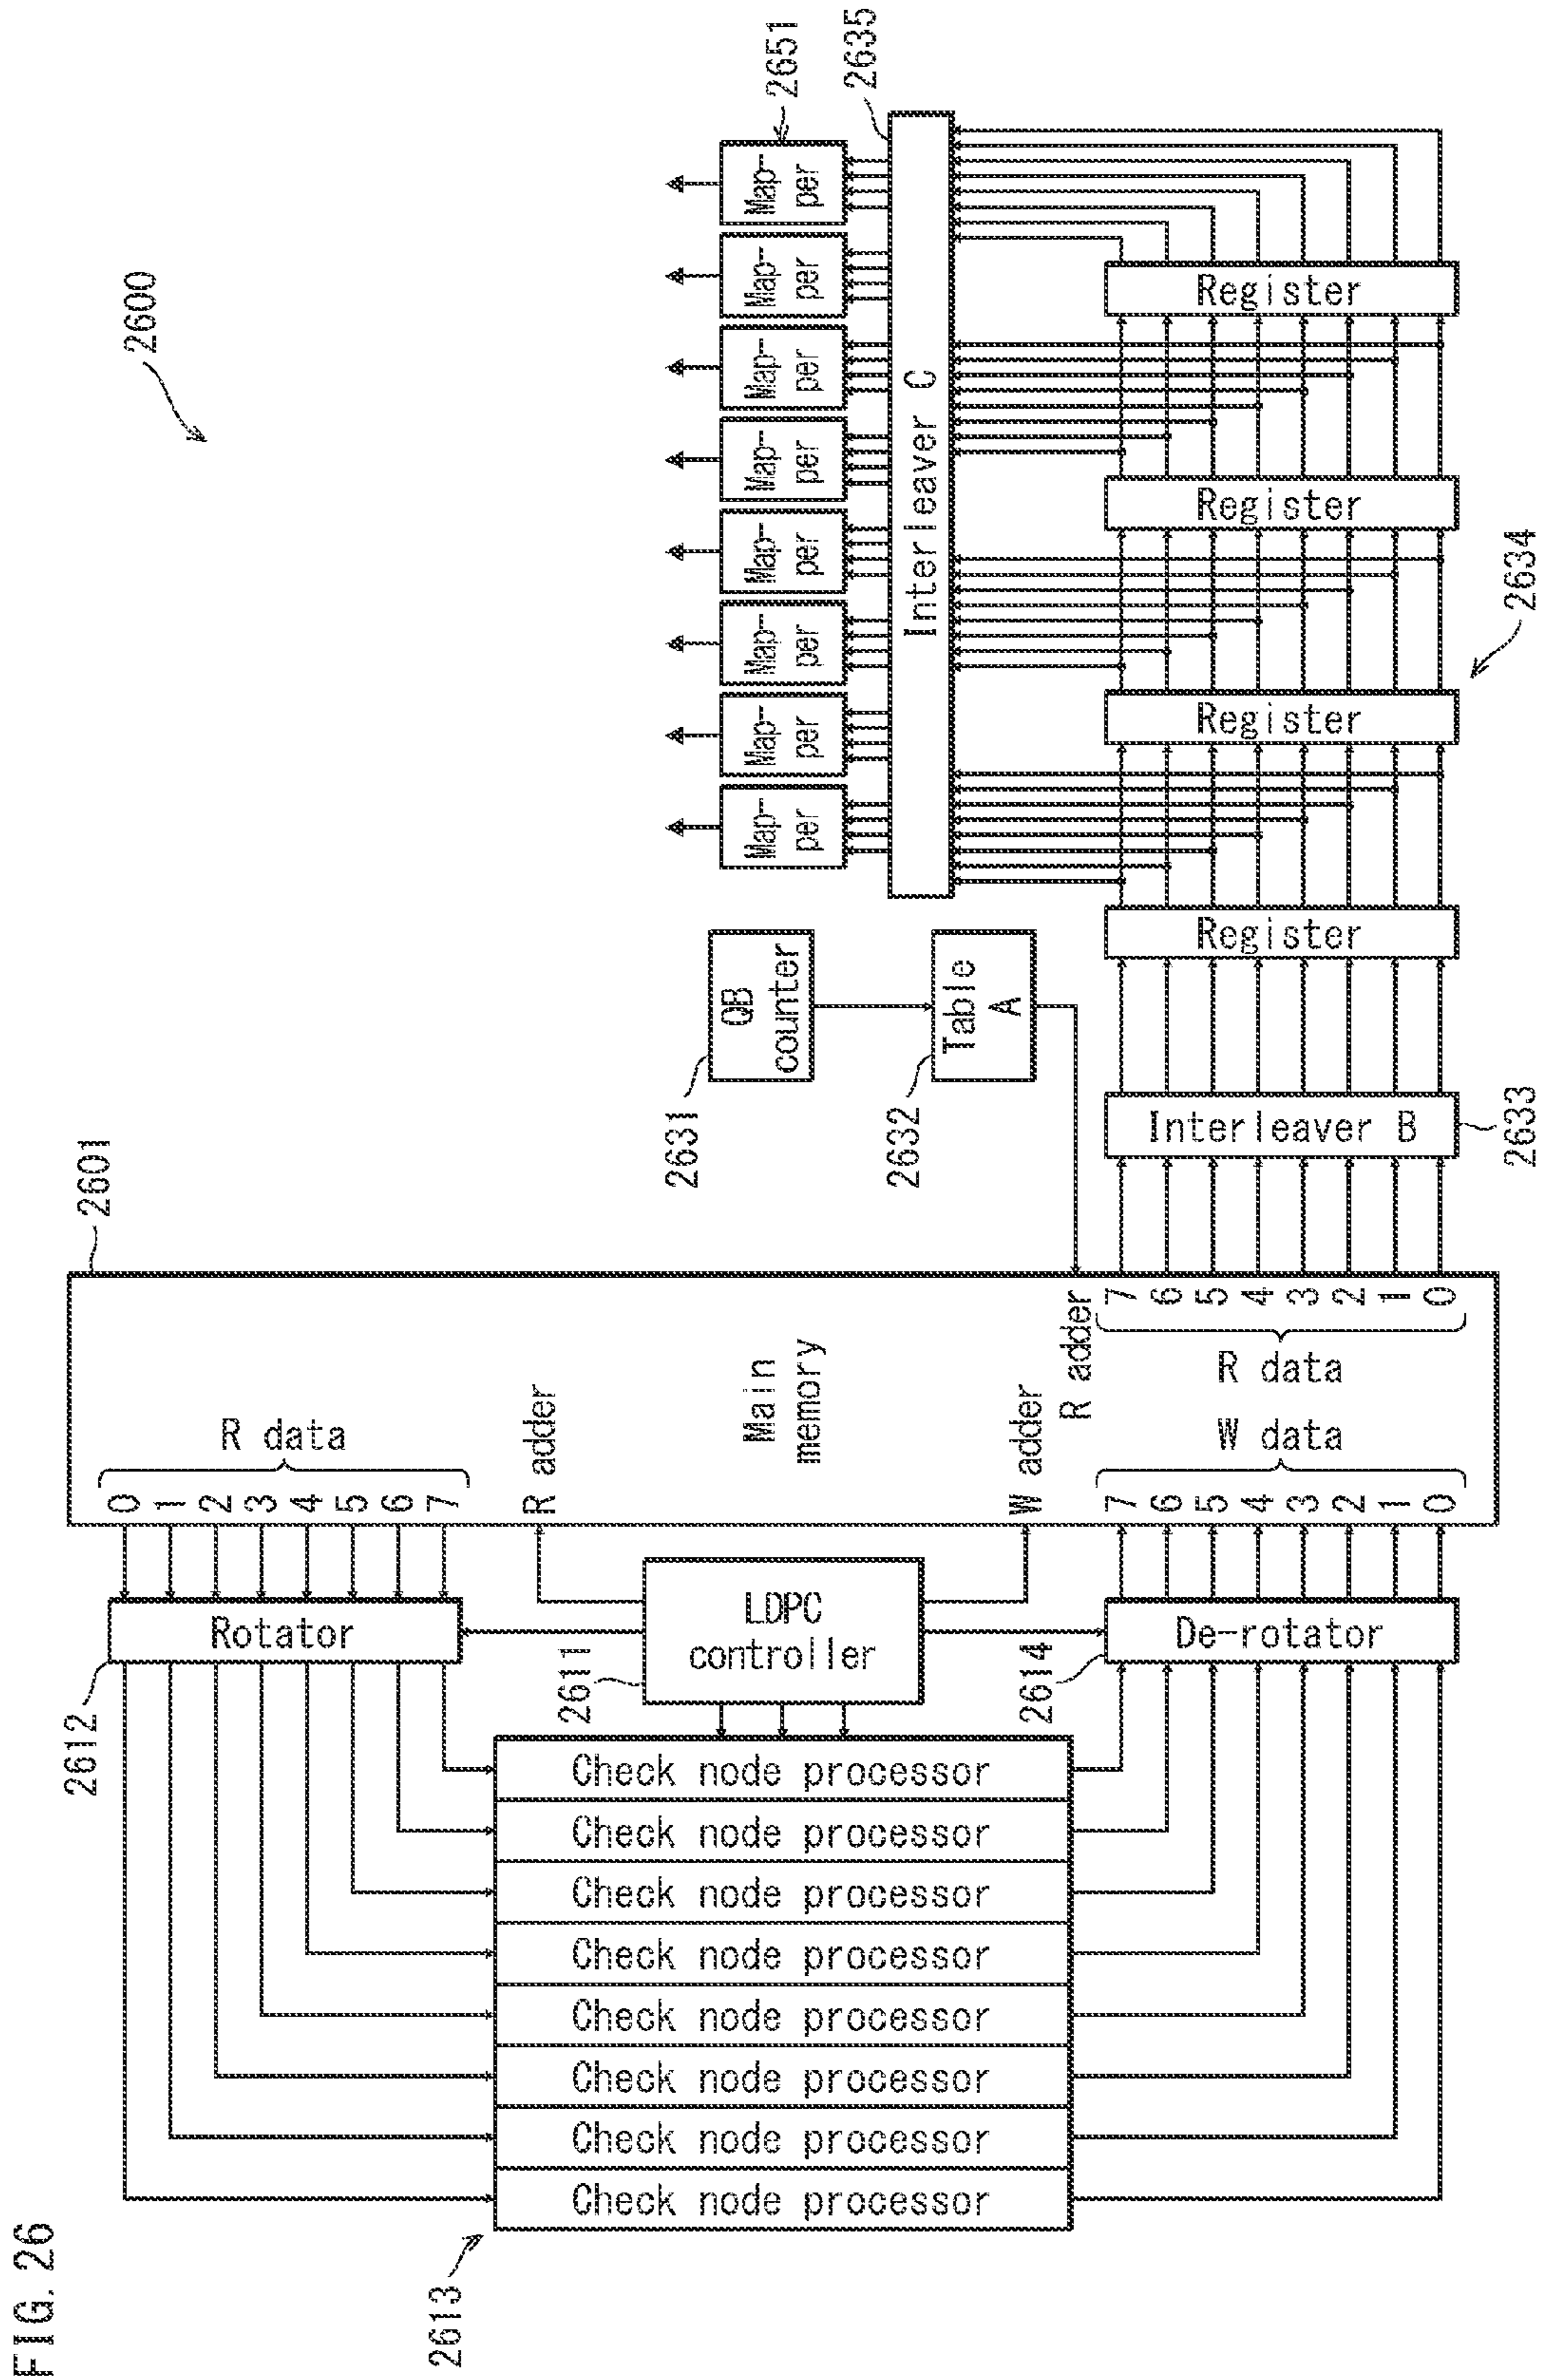 FIG. 26
2600
2601
2612
Rotator
0
1
2
3
4
5
6
7
R data
2613
Check node processor
Check node processor
Check node processor
Check node processor
Check node processor
Check node processor
Check node processor
Check node processor
2611
LDPC
controller
R adder
Main
memory
W adder
R adder
2614
De-rotator
7
6
5
4
3
2
1
0
W data
7
6
5
4
3
2
1
0
R data
2631
QB
counter
2632
Table
A
Interleaver B
2633
Register
Register
Register
Register
2634
Interleaver C
2635
Map-
per
Map-
per
Map-
per
Map-
per
Map-
per
Map-
per
Map-
per
Map-
per
2651